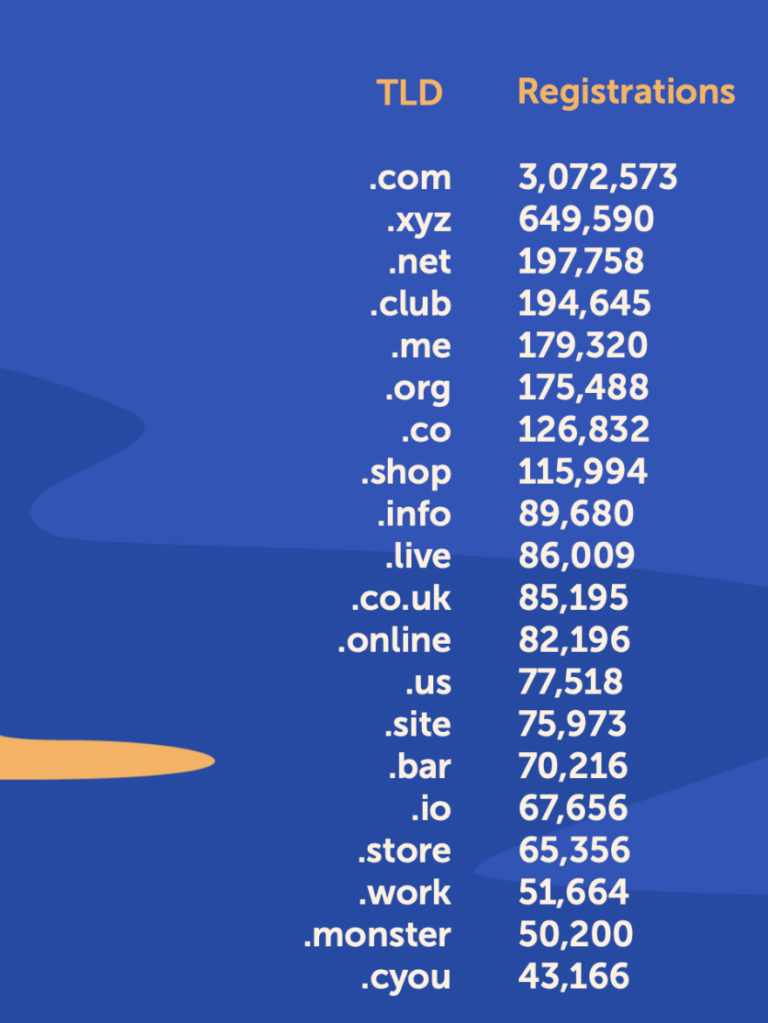 TLD Registrations
.com 3,072,573
.xyz 649,590
.net 197,758
.club 194,645
.me 179,320
.org 175,488
.co 126,832
.shop 115,994
.info 89,680
.live 86,009
.co.uk 85,195
.online 82,196
.us 77,518
.site 75,973
.bar 70,216
.io 67,656
.store 65,356
.work 51,664
.monster 50,200
.cyou 43,166